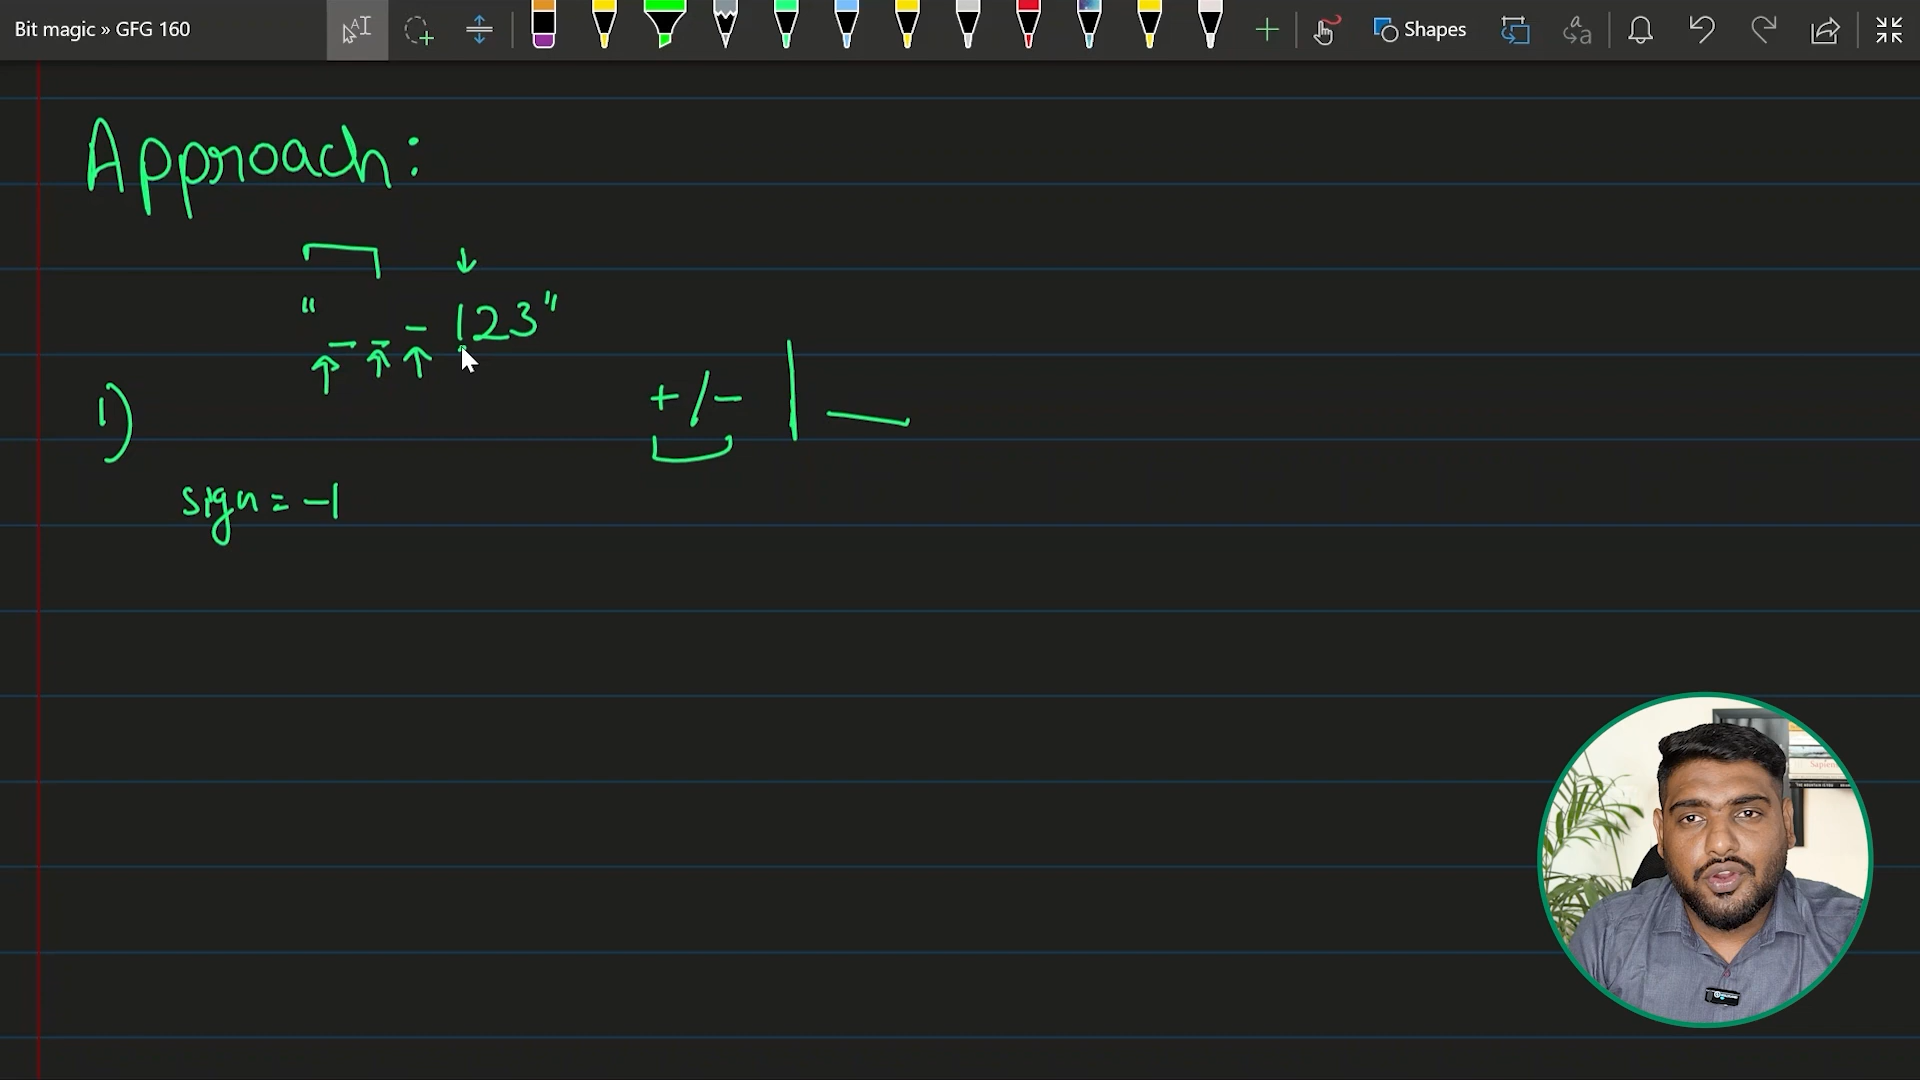 Bit magic » GFG 160
Shapes
Approach:
" _ _ - 123"
1)
+/- | —
sign = -1